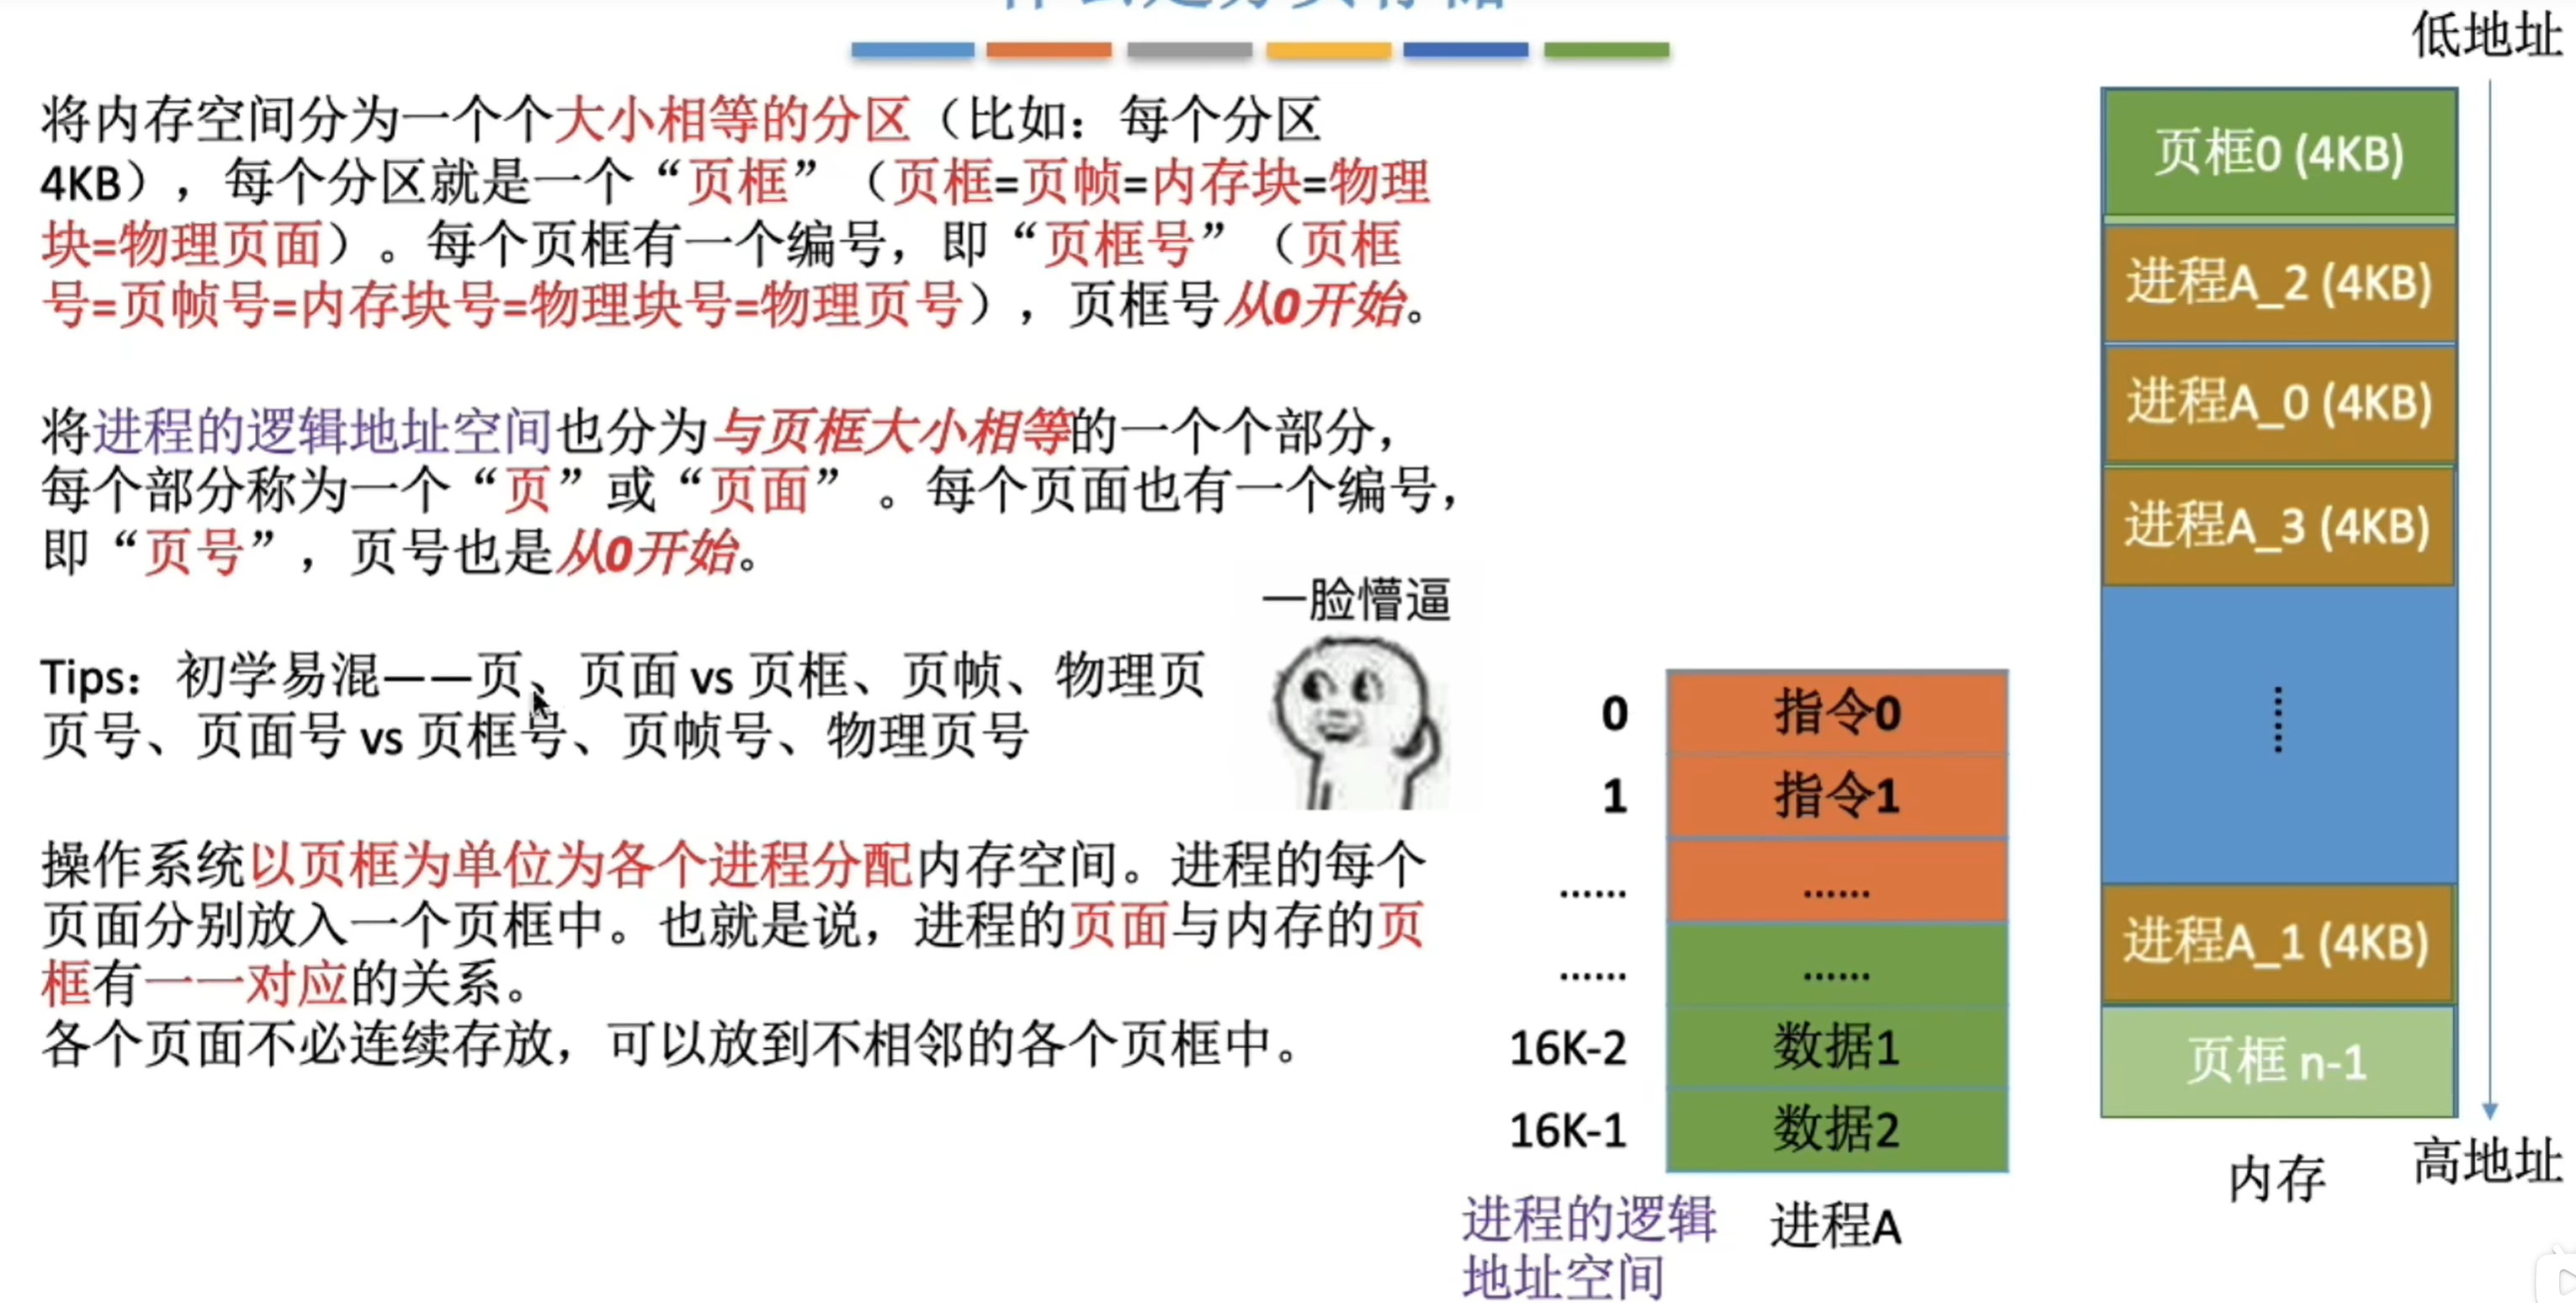 将内存空间分为一个个大小相等的分区（比如：每个分区
4KB），每个分区就是一个“页框”（页框=页帧=内存块=物理
块=物理页面）。每个页框有一个编号，即“页框号”（页框
号=页帧号=内存块号=物理块号=物理页号），页框号从0开始。
将进程的逻辑地址空间也分为与页框大小相等的一个个部分，
每个部分称为一个“页”或“页面” 。每个页面也有一个编号，
即“页号”，页号也是从0开始。
Tips：初学易混——页、页面 vs 页框、页帧、物理页
页号、页面号 vs 页框号、页帧号、物理页号
一脸懵逼
操作系统以页框为单位为各个进程分配内存空间。进程的每个
页面分别放入一个页框中。也就是说，进程的页面与内存的页
框有一一对应的关系。
各个页面不必连续存放，可以放到不相邻的各个页框中。
0 指令0
1 指令1
...... ......
...... ......
16K-2 数据1
16K-1 数据2
进程的逻辑
地址空间
进程A
低地址
页框0 (4KB)
进程A_2 (4KB)
进程A_0 (4KB)
进程A_3 (4KB)
......
进程A_1 (4KB)
页框 n-1
内存
高地址